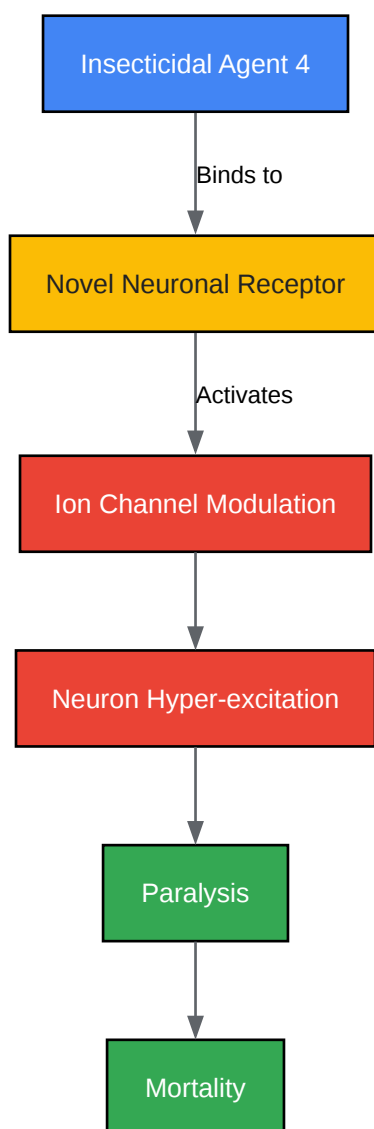 Insecticidal Agent 4
Binds to
Novel Neuronal Receptor
Activates
Ion Channel Modulation
Neuron Hyper-excitation
Paralysis
Mortality